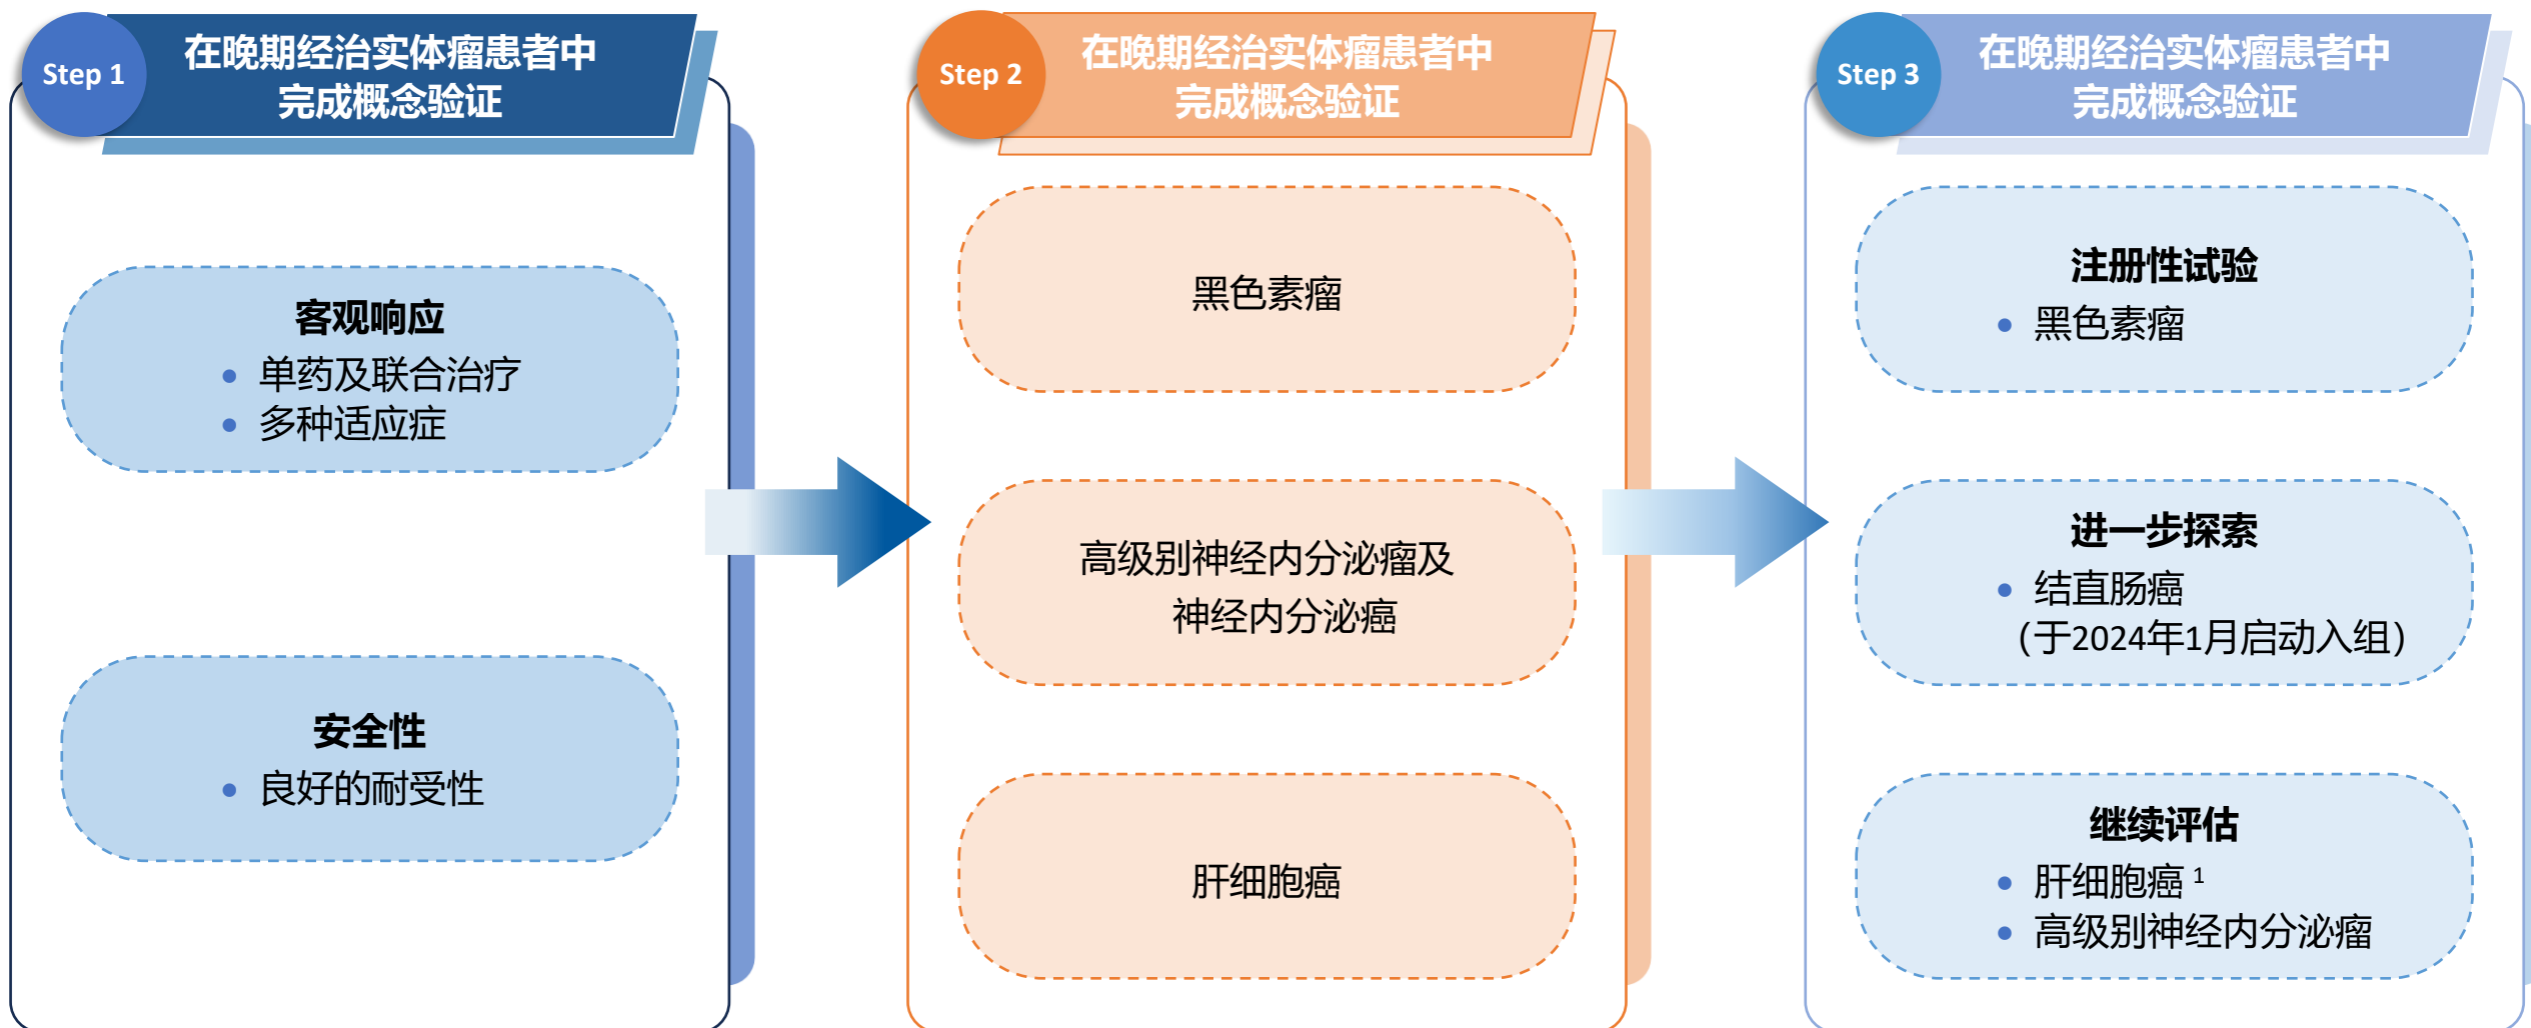 Step 1
在晚期经治实体瘤患者中
完成概念验证
客观响应
• 单药及联合治疗
• 多种适应症
安全性
• 良好的耐受性
Step 2
在晚期经治实体瘤患者中
完成概念验证
黑色素瘤
高级别神经内分泌瘤及
神经内分泌癌
肝细胞癌
Step 3
在晚期经治实体瘤患者中
完成概念验证
注册性试验
• 黑色素瘤
进一步探索
• 结直肠癌
（于2024年1月启动入组）
继续评估
• 肝细胞癌 1
• 高级别神经内分泌瘤